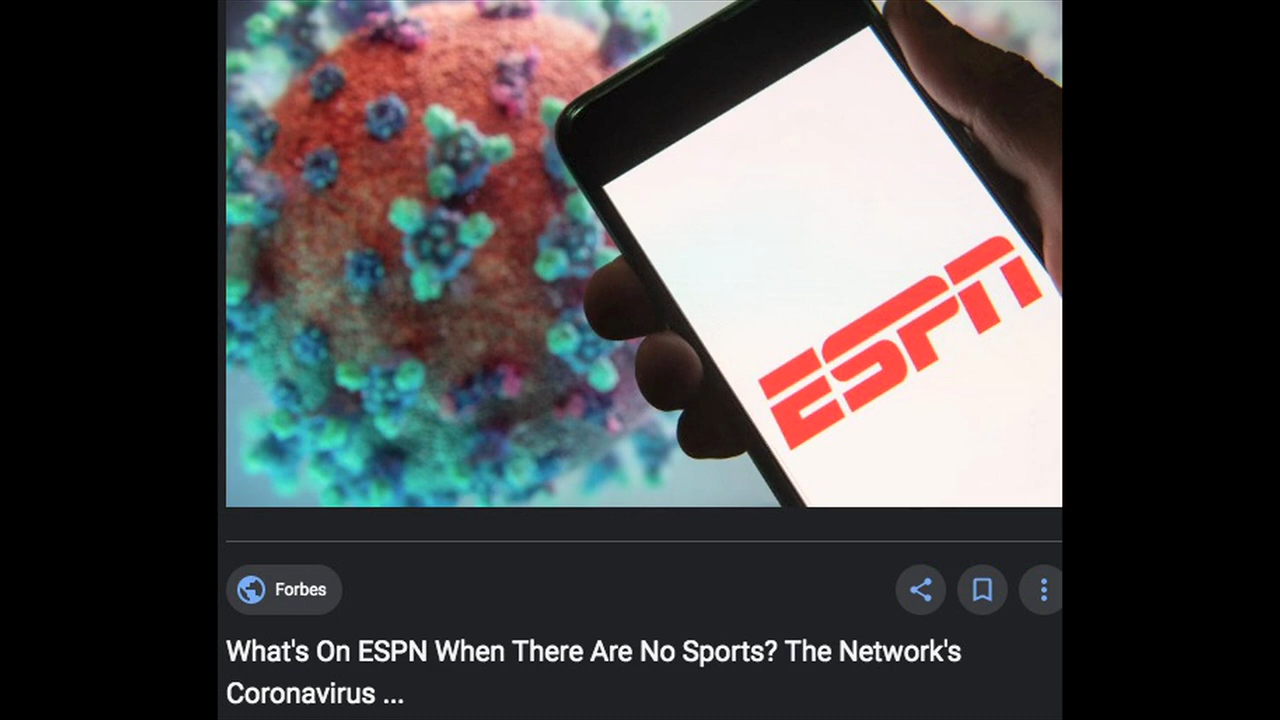 ESPN
Forbes
What's On ESPN When There Are No Sports? The Network's
Coronavirus ...